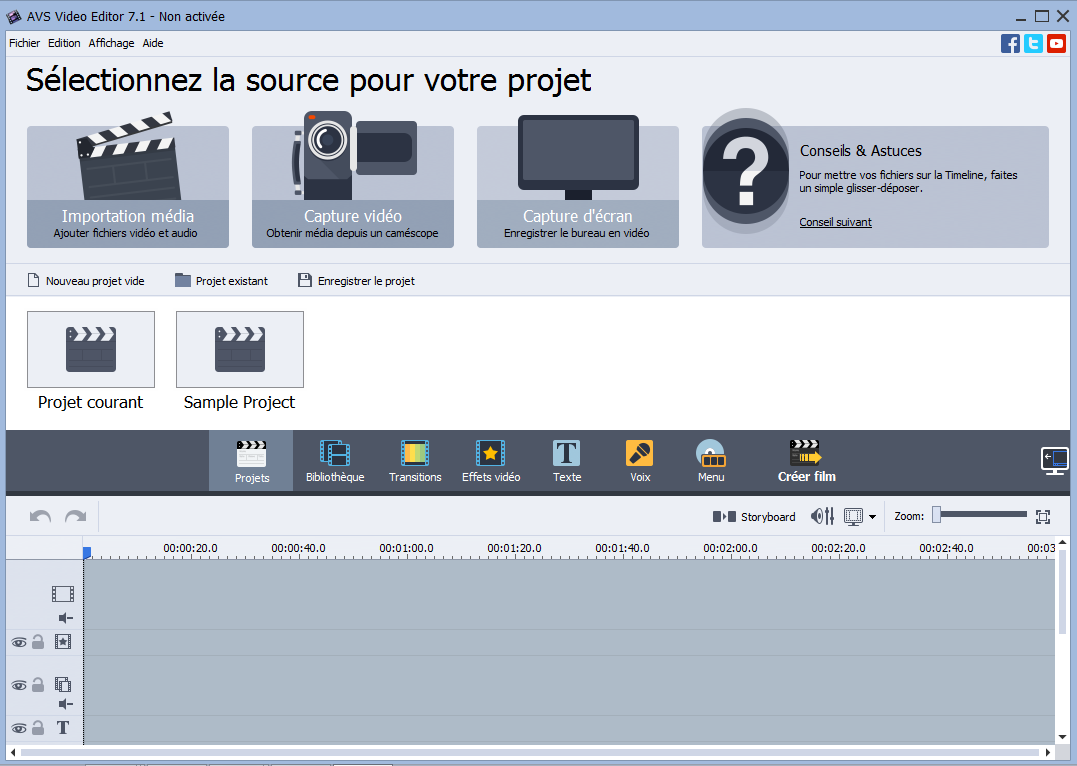 AVS Video Editor 7.1 - Non activée
Fichier Edition Affichage Aide
Sélectionnez la source pour votre projet
Importation média
Ajouter fichiers vidéo et audio
Capture vidéo
Obtenir média depuis un caméscope
Capture d'écran
Enregistrer le bureau en vidéo
Conseils & Astuces
Pour mettre vos fichiers sur la Timeline, faites
un simple glisser-déposer.
Conseil suivant
Nouveau projet vide Projet existant Enregistrer le projet
Projet courant Sample Project
Projets Bibliothèque Transitions Effets vidéo Texte Voix Menu Créer film
Storyboard Zoom:
00:00:20.0 00:00:40.0 00:01:00.0 00:01:20.0 00:01:40.0 00:02:00.0 00:02:20.0 00:02:40.0 00:03